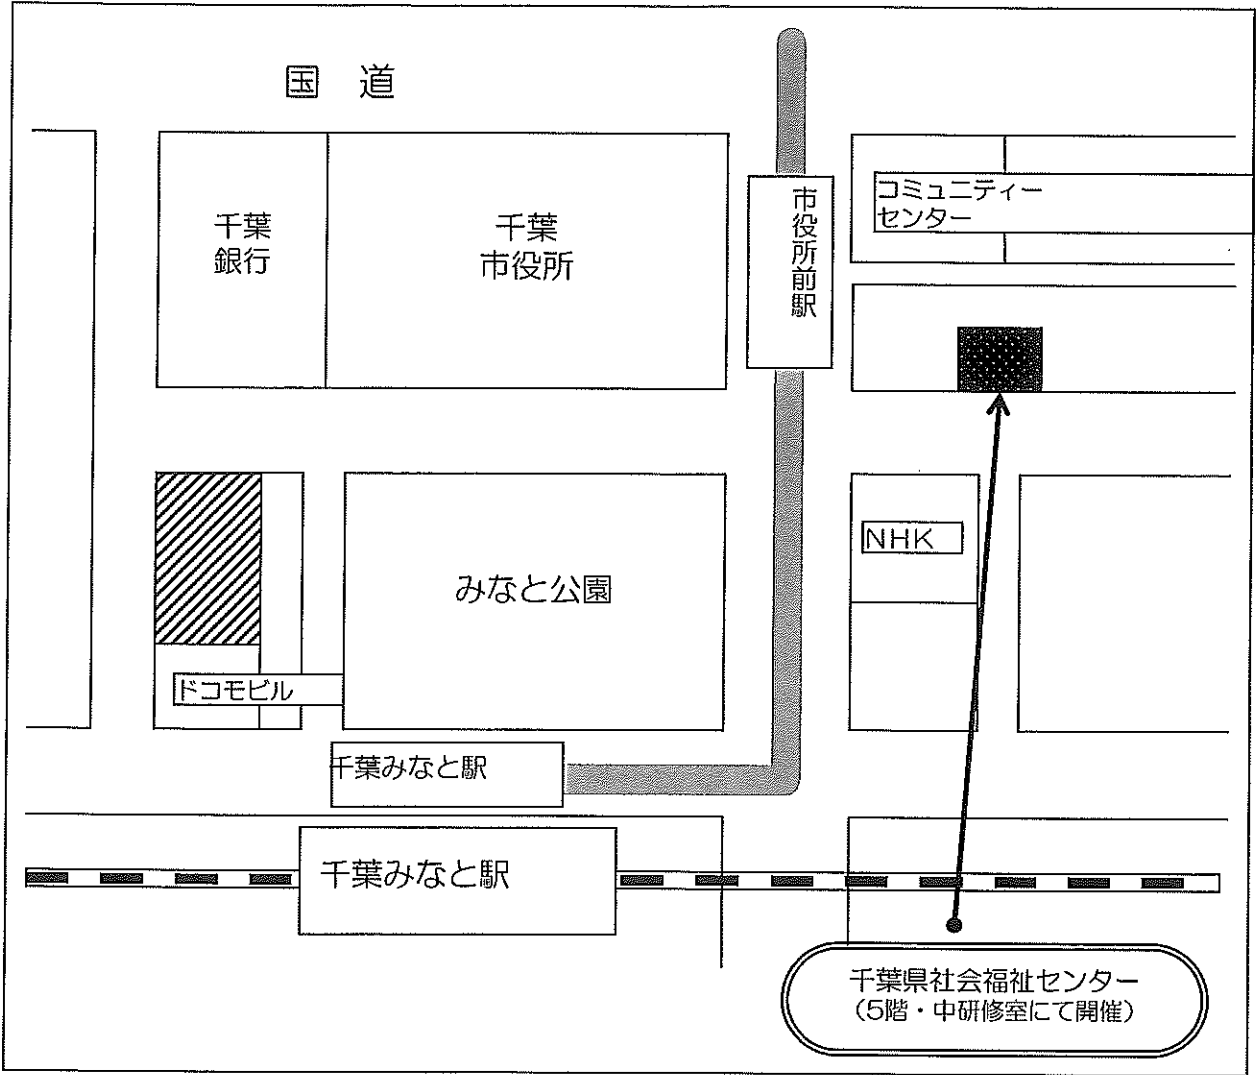 国 道
千葉
銀行
千葉
市役所
市役所前駅
コミュニティー
センター
NHK
みなと公園
ドコモビル
千葉みなと駅
千葉みなと駅
千葉県社会福祉センター
（5階・中研修室にて開催）